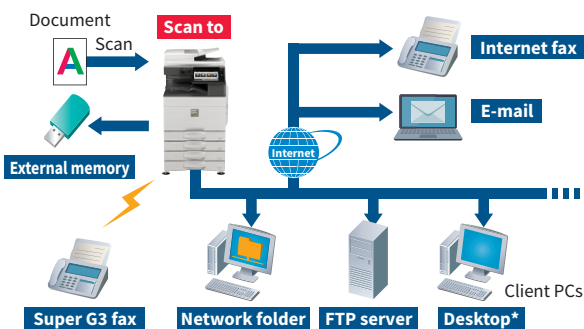 Document
Scan
Scan to
A
Internet fax
E-mail
External memory
Internet
Super G3 fax
Network folder
FTP server
Desktop*
Client PCs